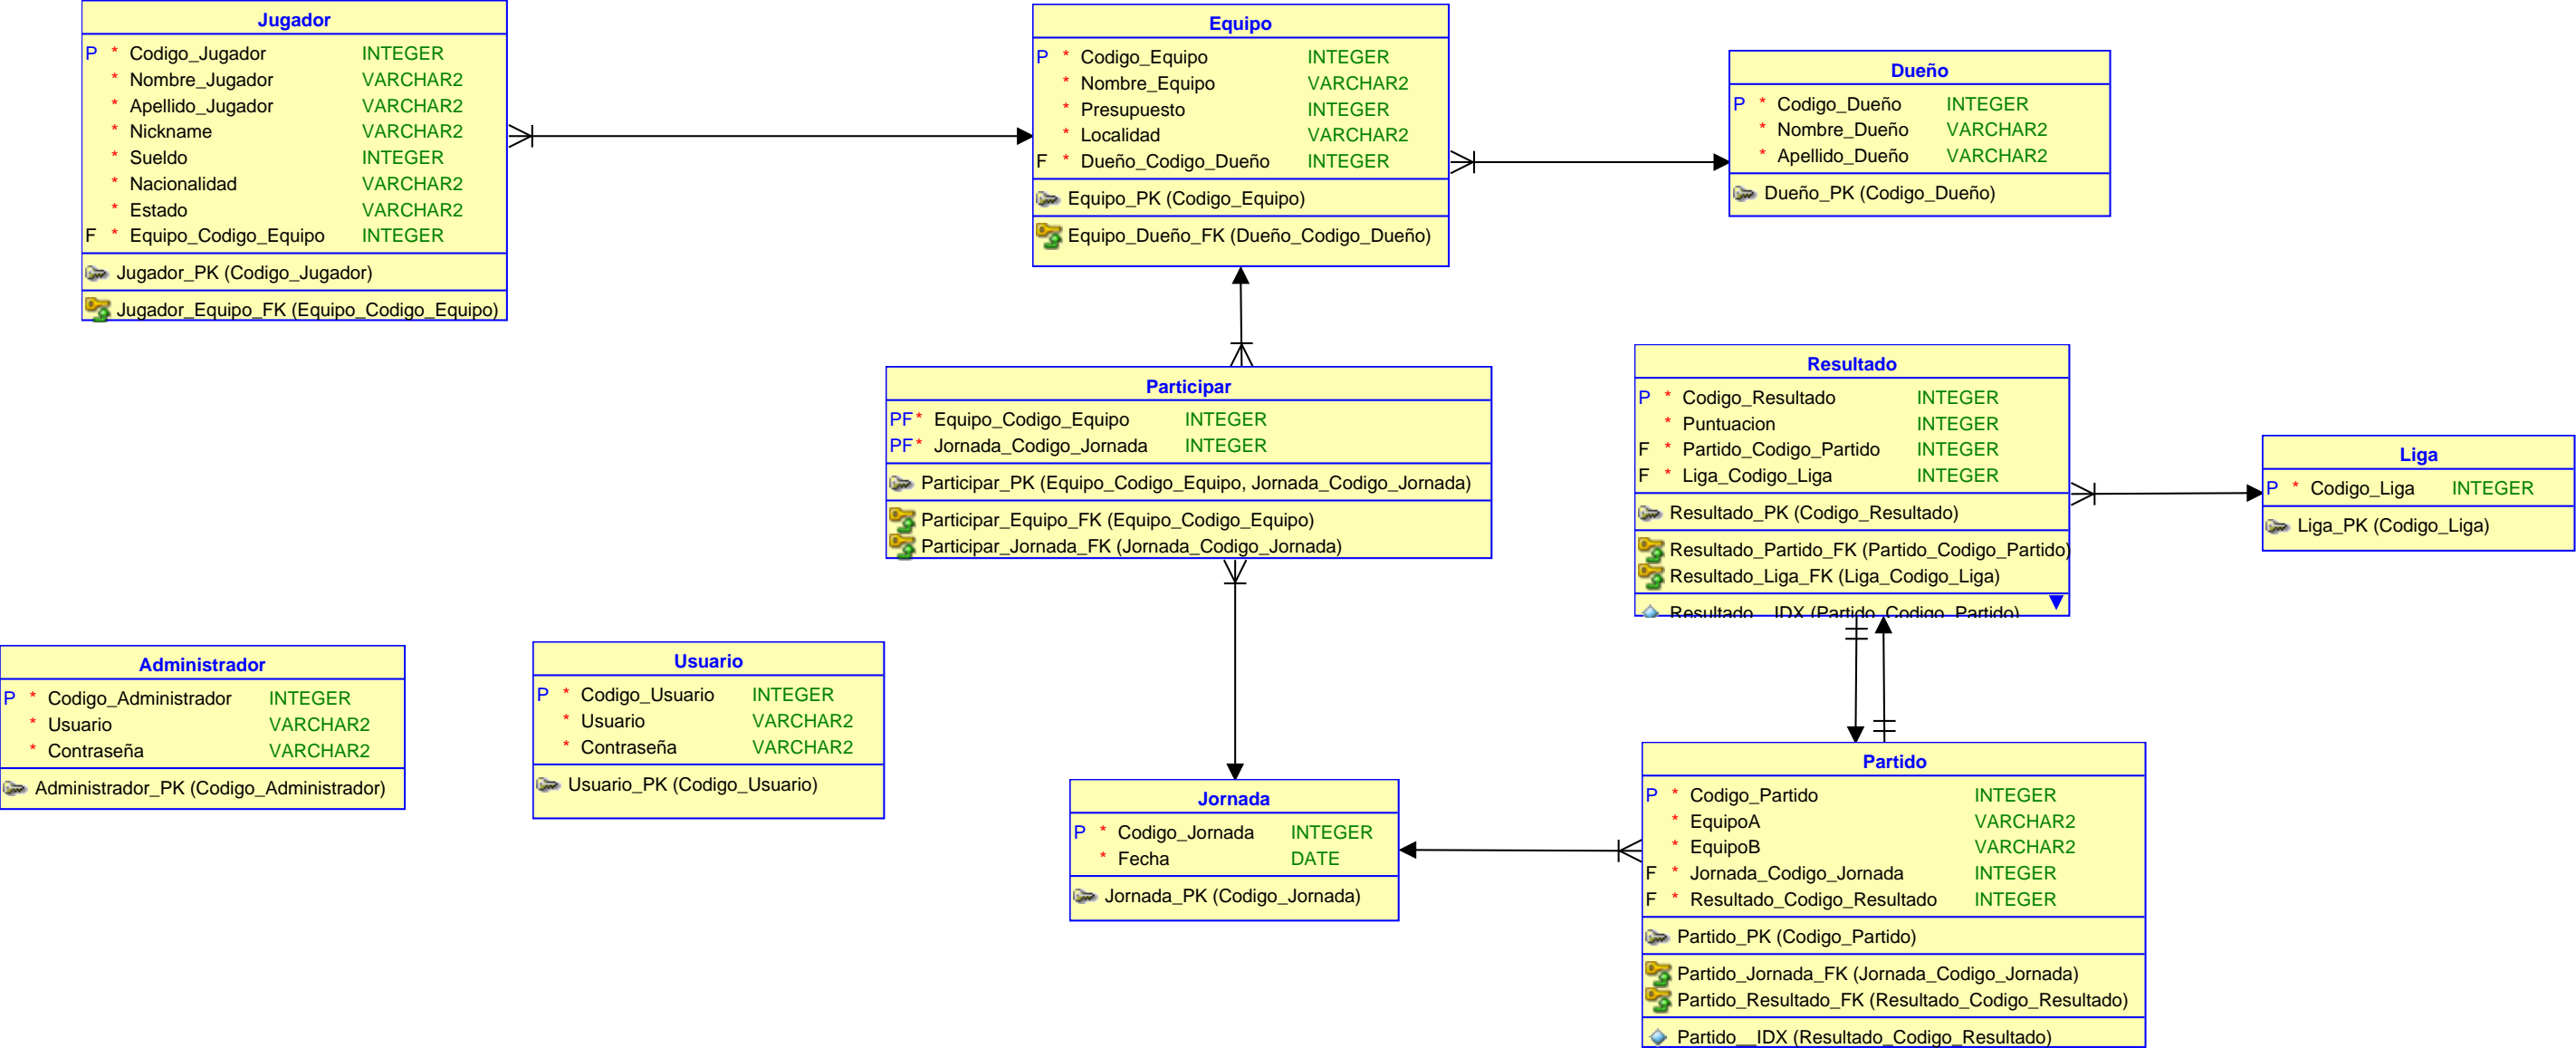 Jugador
P * Codigo_Jugador INTEGER
* Nombre_Jugador VARCHAR2
* Apellido_Jugador VARCHAR2
* Nickname VARCHAR2
* Sueldo INTEGER
* Nacionalidad VARCHAR2
* Estado VARCHAR2
F * Equipo_Codigo_Equipo INTEGER
Jugador_PK (Codigo_Jugador)
Jugador_Equipo_FK (Equipo_Codigo_Equipo)
Equipo
P * Codigo_Equipo INTEGER
* Nombre_Equipo VARCHAR2
* Presupuesto INTEGER
* Localidad VARCHAR2
F * Dueño_Codigo_Dueño INTEGER
Equipo_PK (Codigo_Equipo)
Equipo_Dueño_FK (Dueño_Codigo_Dueño)
Dueño
P * Codigo_Dueño INTEGER
* Nombre_Dueño VARCHAR2
* Apellido_Dueño VARCHAR2
Dueño_PK (Codigo_Dueño)
Participar
PF * Equipo_Codigo_Equipo INTEGER
PF * Jornada_Codigo_Jornada INTEGER
Participar_PK (Equipo_Codigo_Equipo, Jornada_Codigo_Jornada)
Participar_Equipo_FK (Equipo_Codigo_Equipo)
Participar_Jornada_FK (Jornada_Codigo_Jornada)
Resultado
P * Codigo_Resultado INTEGER
* Puntuacion INTEGER
F * Partido_Codigo_Partido INTEGER
F * Liga_Codigo_Liga INTEGER
Resultado_PK (Codigo_Resultado)
Resultado_Partido_FK (Partido_Codigo_Partido)
Resultado_Liga_FK (Liga_Codigo_Liga)
Resultado__IDX (Partido_Codigo_Partido)
Liga
P * Codigo_Liga INTEGER
Liga_PK (Codigo_Liga)
Administrador
P * Codigo_Administrador INTEGER
* Usuario VARCHAR2
* Contraseña VARCHAR2
Administrador_PK (Codigo_Administrador)
Usuario
P * Codigo_Usuario INTEGER
* Usuario VARCHAR2
* Contraseña VARCHAR2
Usuario_PK (Codigo_Usuario)
Jornada
P * Codigo_Jornada INTEGER
* Fecha DATE
Jornada_PK (Codigo_Jornada)
Partido
P * Codigo_Partido INTEGER
* EquipoA VARCHAR2
* EquipoB VARCHAR2
F * Jornada_Codigo_Jornada INTEGER
F * Resultado_Codigo_Resultado INTEGER
Partido_PK (Codigo_Partido)
Partido_Jornada_FK (Jornada_Codigo_Jornada)
Partido_Resultado_FK (Resultado_Codigo_Resultado)
Partido__IDX (Resultado_Codigo_Resultado)